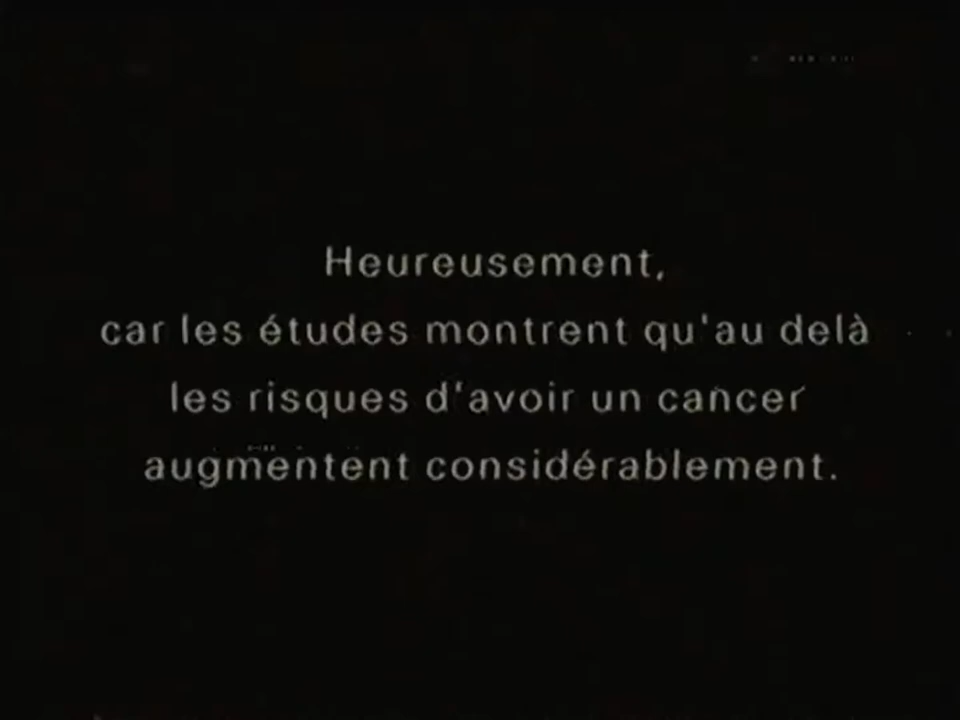 Heureusement,
car les études montrent qu'au delà
les risques d'avoir un cancer
augmentent considérablement.